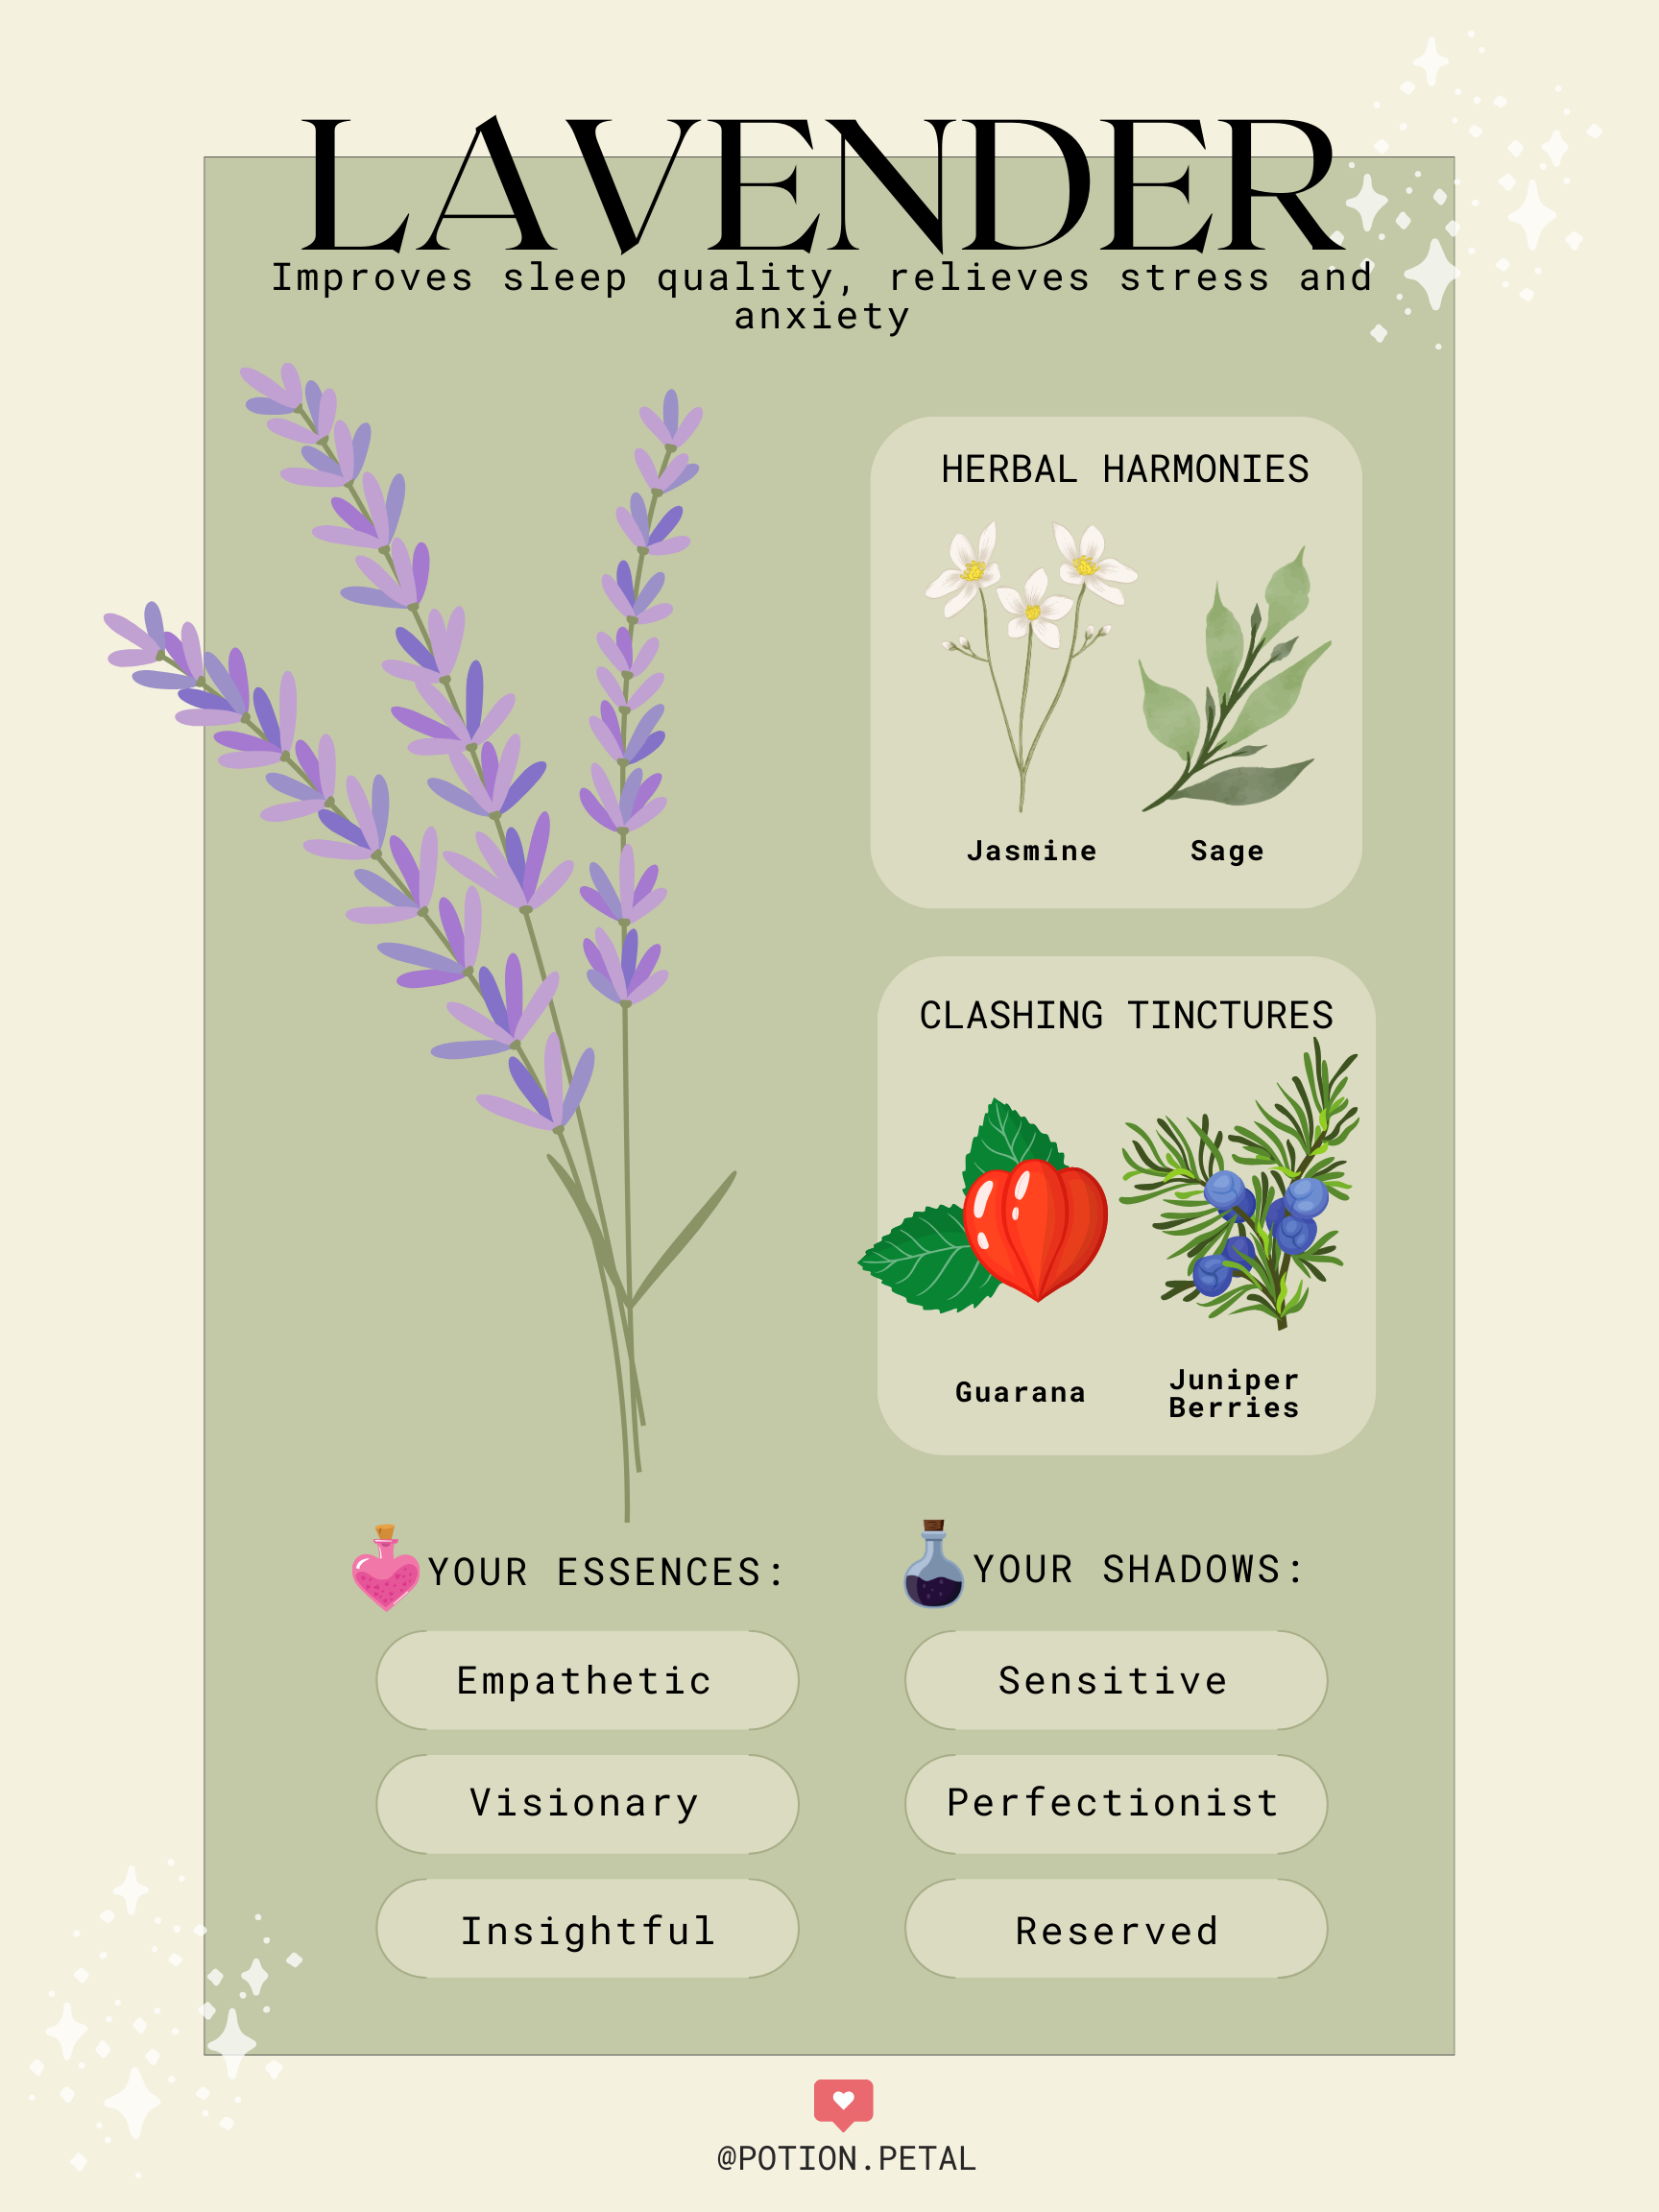 LAVENDER
Improves sleep quality, relieves stress and
anxiety
HERBAL HARMONIES
Jasmine
Sage
CLASHING TINCTURES
Guarana
Juniper
Berries
YOUR ESSENCES:
Empathetic
Visionary
Insightful
YOUR SHADOWS:
Sensitive
Perfectionist
Reserved
@POTION.PETAL